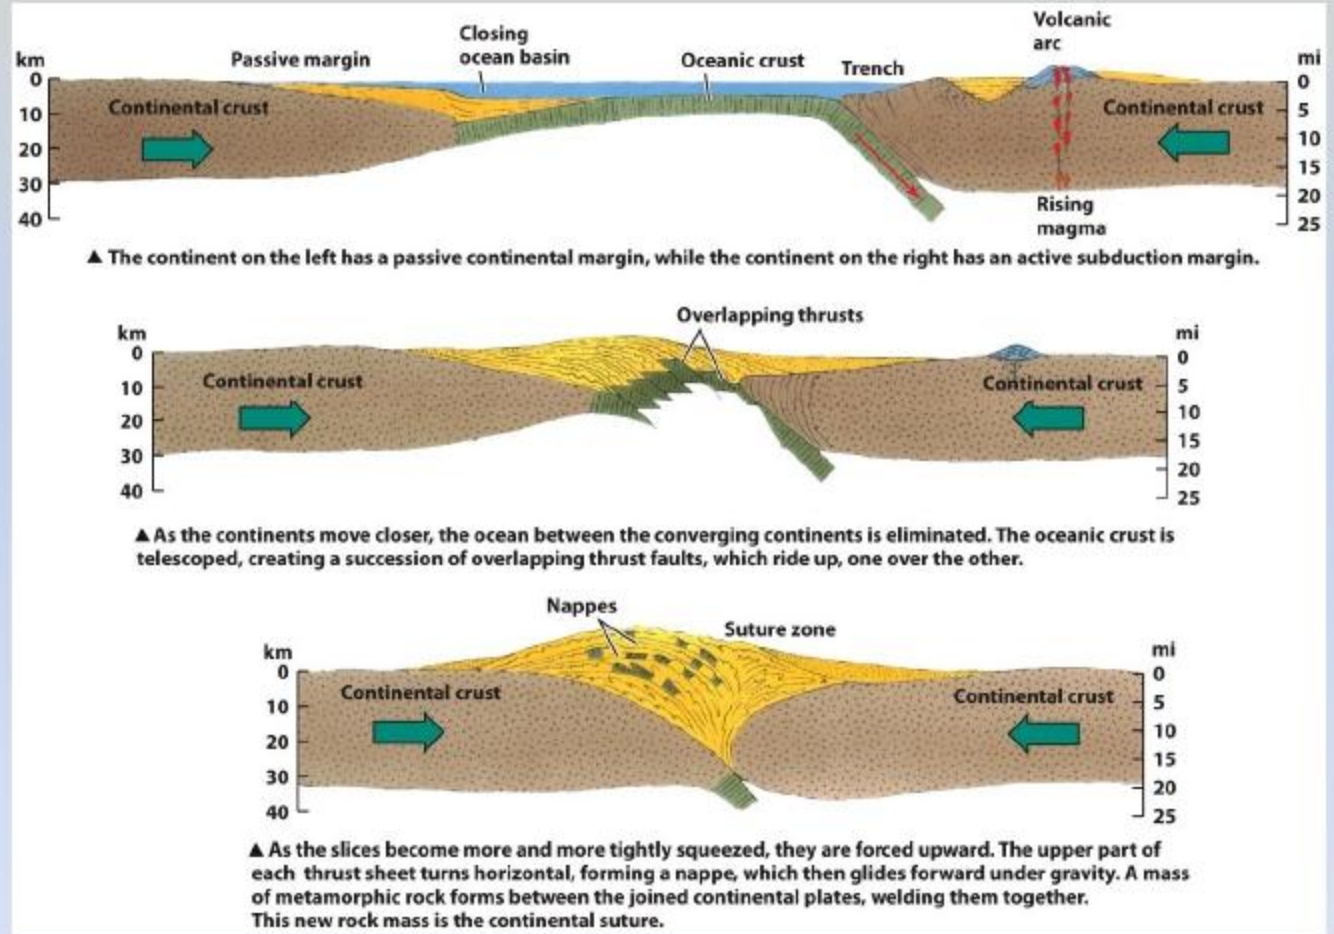 Volcanic
arc
Closing
ocean basin
km
Passive margin
Oceanic crust
Trench
mi
0
10
20
30
40
Continental crust
Continental crust
0
5
10
15
20
25
Rising
magma
▲ The continent on the left has a passive continental margin, while the continent on the right has an active subduction margin.
Overlapping thrusts
km
mi
0
10
20
30
40
Continental crust
Continental crust
0
5
10
15
20
25
▲ As the continents move closer, the ocean between the converging continents is eliminated. The oceanic crust is
telescoped, creating a succession of overlapping thrust faults, which ride up, one over the other.
Nappes
Suture zone
km
mi
0
10
20
30
40
Continental crust
Continental crust
0
5
10
15
20
25
▲ As the slices become more and more tightly squeezed, they are forced upward. The upper part of
each thrust sheet turns horizontal, forming a nappe, which then glides forward under gravity. A mass
of metamorphic rock forms between the joined continental plates, welding them together.
This new rock mass is the continental suture.